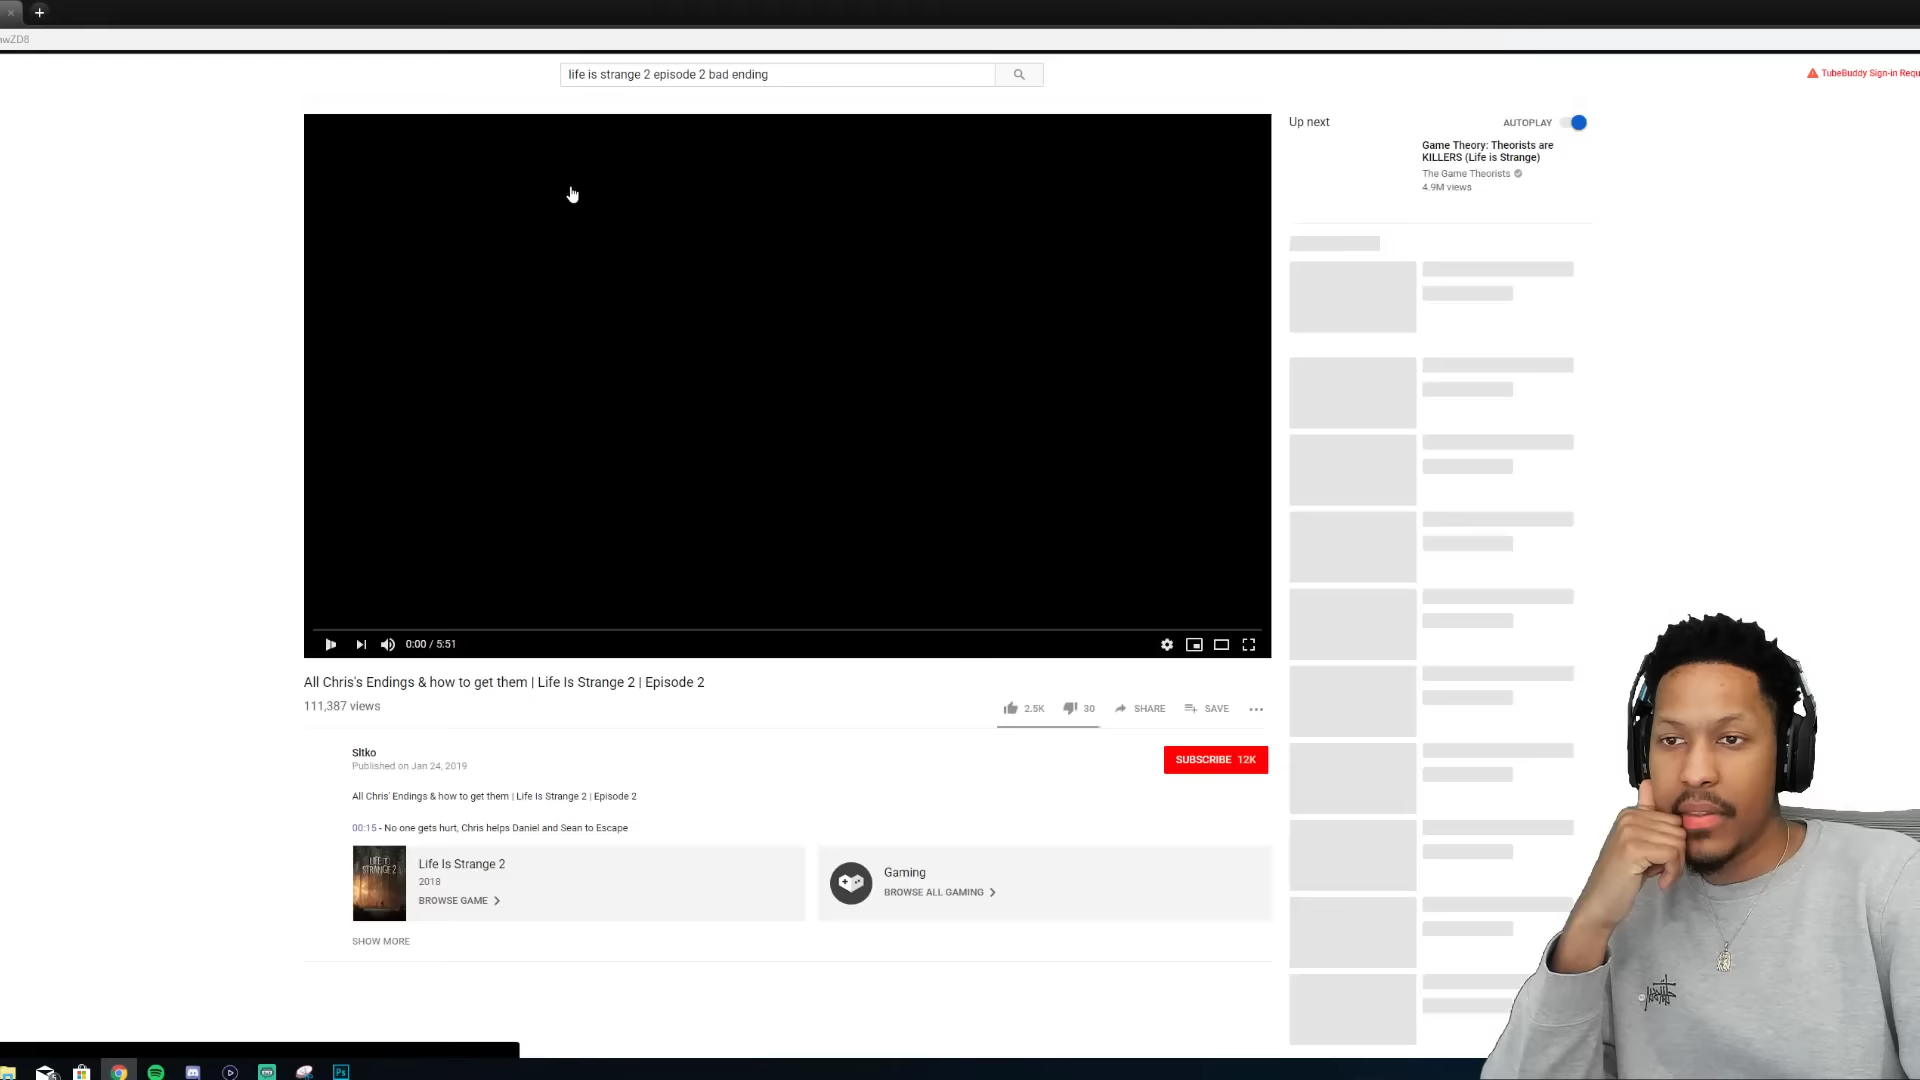 wZD8
life is strange 2 episode 2 bad ending
TubeBuddy Sign-in Requ
Up next
AUTOPLAY
Game Theory: Theorists are
KILLERS (Life is Strange)
The Game Theorists
4.9M views
0:00 / 5:51
All Chris's Endings & how to get them | Life Is Strange 2 | Episode 2
111,387 views
2.5K
30
SHARE
SAVE
Sltko
Published on Jan 24, 2019
SUBSCRIBE 12K
All Chris' Endings & how to get them | Life Is Strange 2 | Episode 2
00:15 - No one gets hurt, Chris helps Daniel and Sean to Escape
LIFE IS
STRANGE 2
Life Is Strange 2
2018
BROWSE GAME
Gaming
BROWSE ALL GAMING
SHOW MORE
Ps